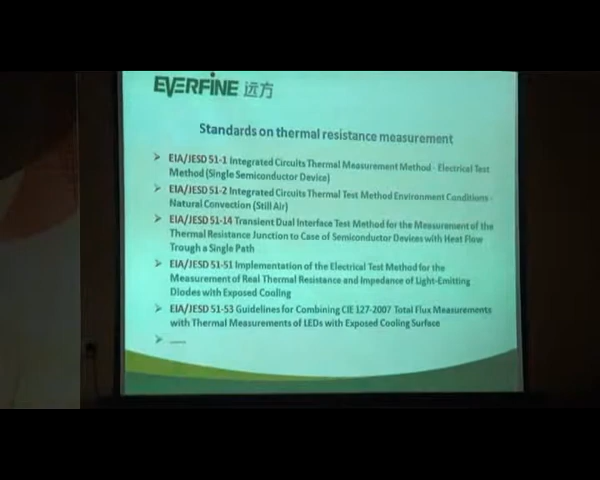 EVERFINE 远方
Standards on thermal resistance measurement
➢ EIA/JESD 51-1 Integrated Circuits Thermal Measurement Method - Electrical Test
Method (Single Semiconductor Device)
➢ EIA/JESD 51-2 Integrated Circuits Thermal Test Method Environment Conditions -
Natural Convection (Still Air)
➢ EIA/JESD 51-14 Transient Dual Interface Test Method for the Measurement of the
Thermal Resistance Junction to Case of Semiconductor Devices with Heat Flow
Trough a Single Path
➢ EIA/JESD 51-51 Implementation of the Electrical Test Method for the
Measurement of Real Thermal Resistance and Impedance of Light-Emitting
Diodes with Exposed Cooling
➢ EIA/JESD 51-53 Guidelines for Combining CIE 127-2007 Total Flux Measurements
with Thermal Measurements of LEDs with Exposed Cooling Surface
➢ ......